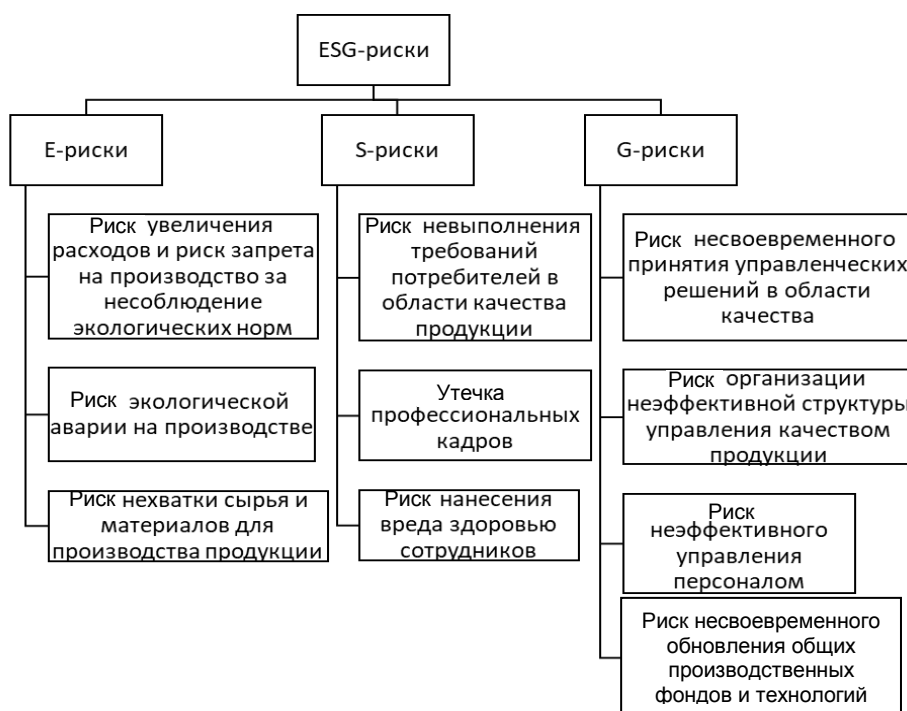 ESG-риски
E-риски
S-риски
G-риски
Риск увеличения
расходов и риск запрета
на производство за
несоблюдение
экологических норм
Риск экологической
аварии на производстве
Риск нехватки сырья и
материалов для
производства продукции
Риск невыполнения
требований
потребителей в
области качества
продукции
Утечка
профессиональных
кадров
Риск нанесения
вреда здоровью
сотрудников
Риск несвоевременного
принятия управленческих
решений в области
качества
Риск организации
неэффективной структуры
управления качеством
продукции
Риск
неэффективного
управления
персоналом
Риск несвоевременного
обновления общих
производственных
фондов и технологий